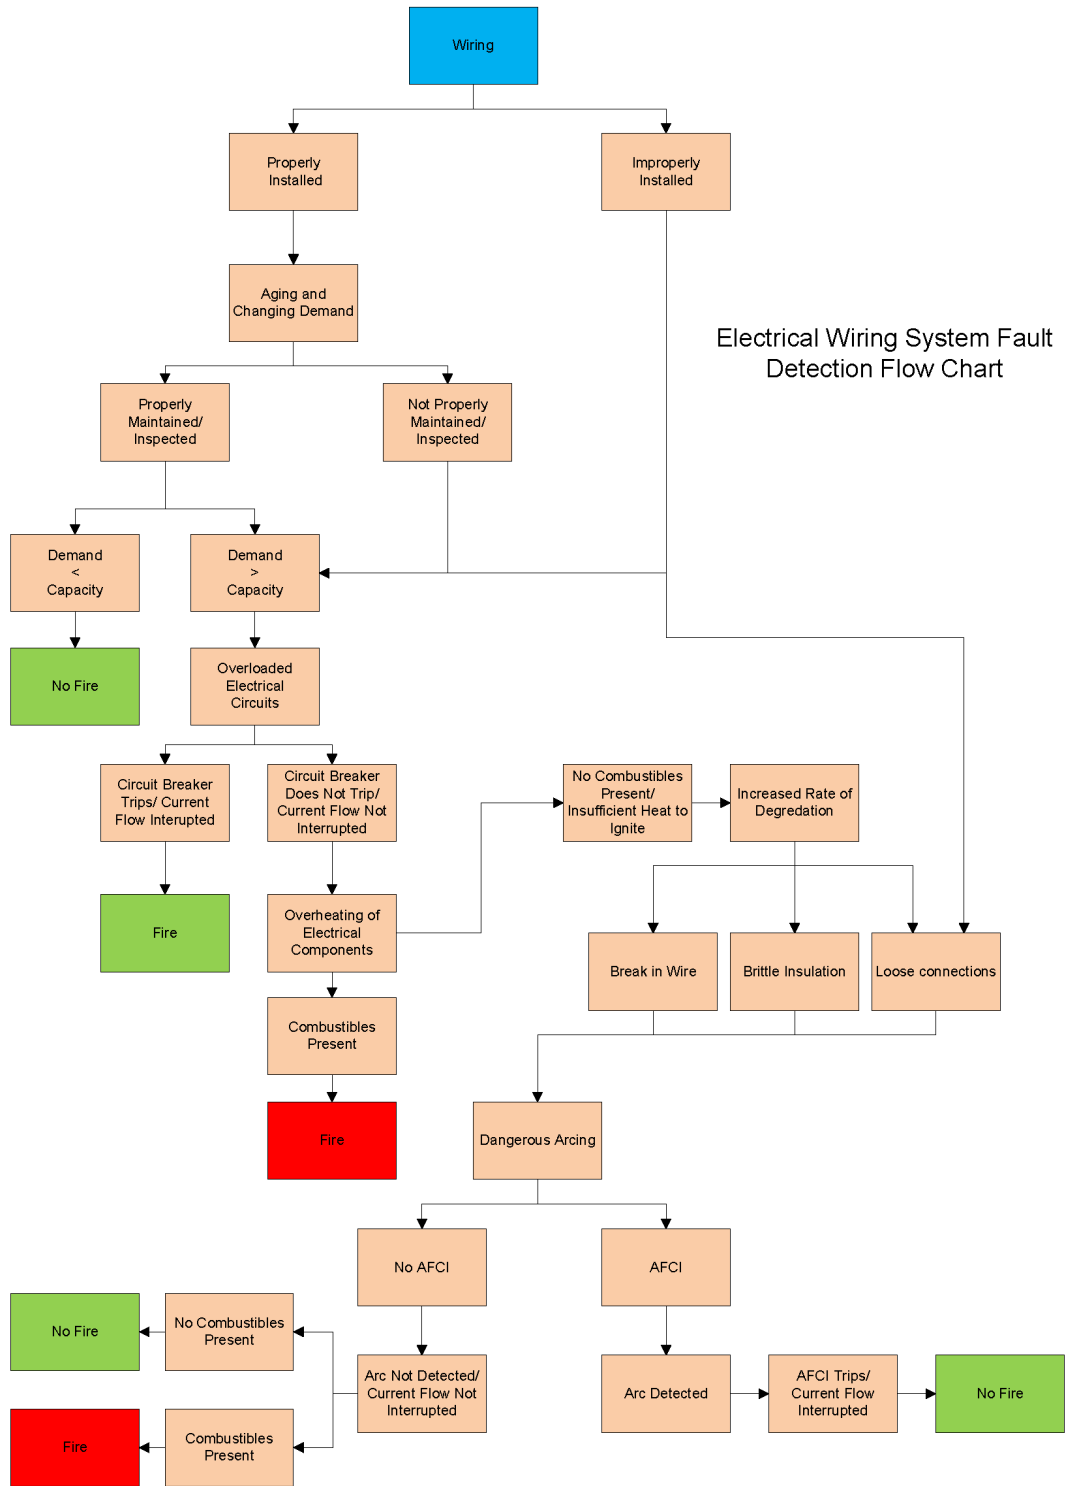 Wiring
Properly
Installed
Improperly
Installed
Aging and
Changing Demand
Electrical Wiring System Fault
Detection Flow Chart
Properly
Maintained/
Inspected
Not Properly
Maintained/
Inspected
Demand
<
Capacity
Demand
>
Capacity
No Fire
Overloaded
Electrical
Circuits
Circuit Breaker
Trips/ Current
Flow Interupted
Circuit Breaker
Does Not Trip/
Current Flow Not
Interrupted
No Combustibles
Present/
Insufficient Heat to
Ignite
Increased Rate of
Degredation
Fire
Overheating of
Electrical
Components
Break in Wire
Brittle Insulation
Loose connections
Combustibles
Present
Fire
Dangerous Arcing
No AFCI
AFCI
No Fire
No Combustibles
Present
Arc Not Detected/
Current Flow Not
Interrupted
Arc Detected
AFCI Trips/
Current Flow
Interrupted
No Fire
Fire
Combustibles
Present